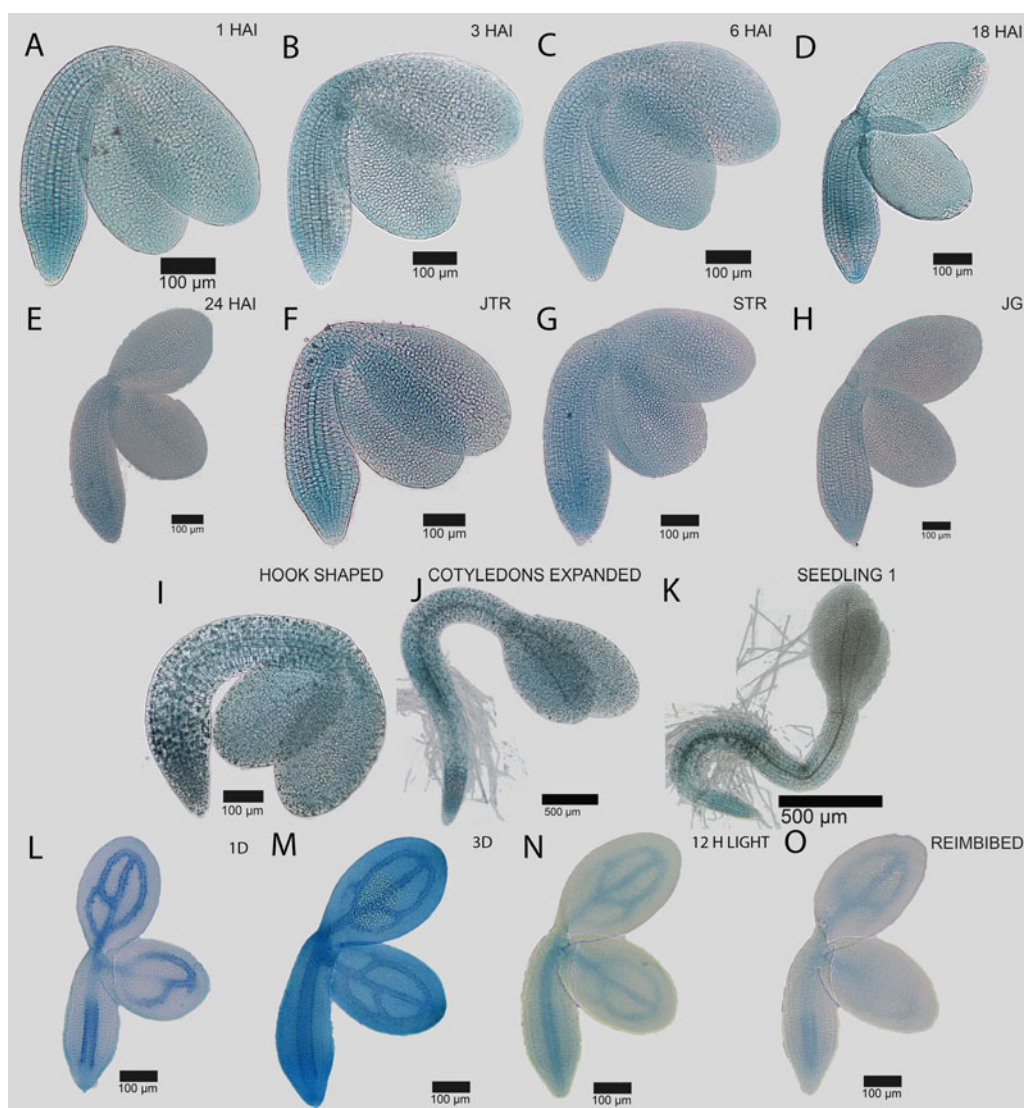 A 1 HAI B 3 HAI C 6 HAI D 18 HAI
100 µm 100 µm 100 µm 100 µm
E 24 HAI F JTR G STR H JG
100 µm 100 µm 100 µm 100 µm
I HOOK SHAPED J COTYLEDONS EXPANDED K SEEDLING 1
100 µm 500 µm 500 µm
L 1D M 3D N 12 H LIGHT O REIMBIBED
100 µm 100 µm 100 µm 100 µm